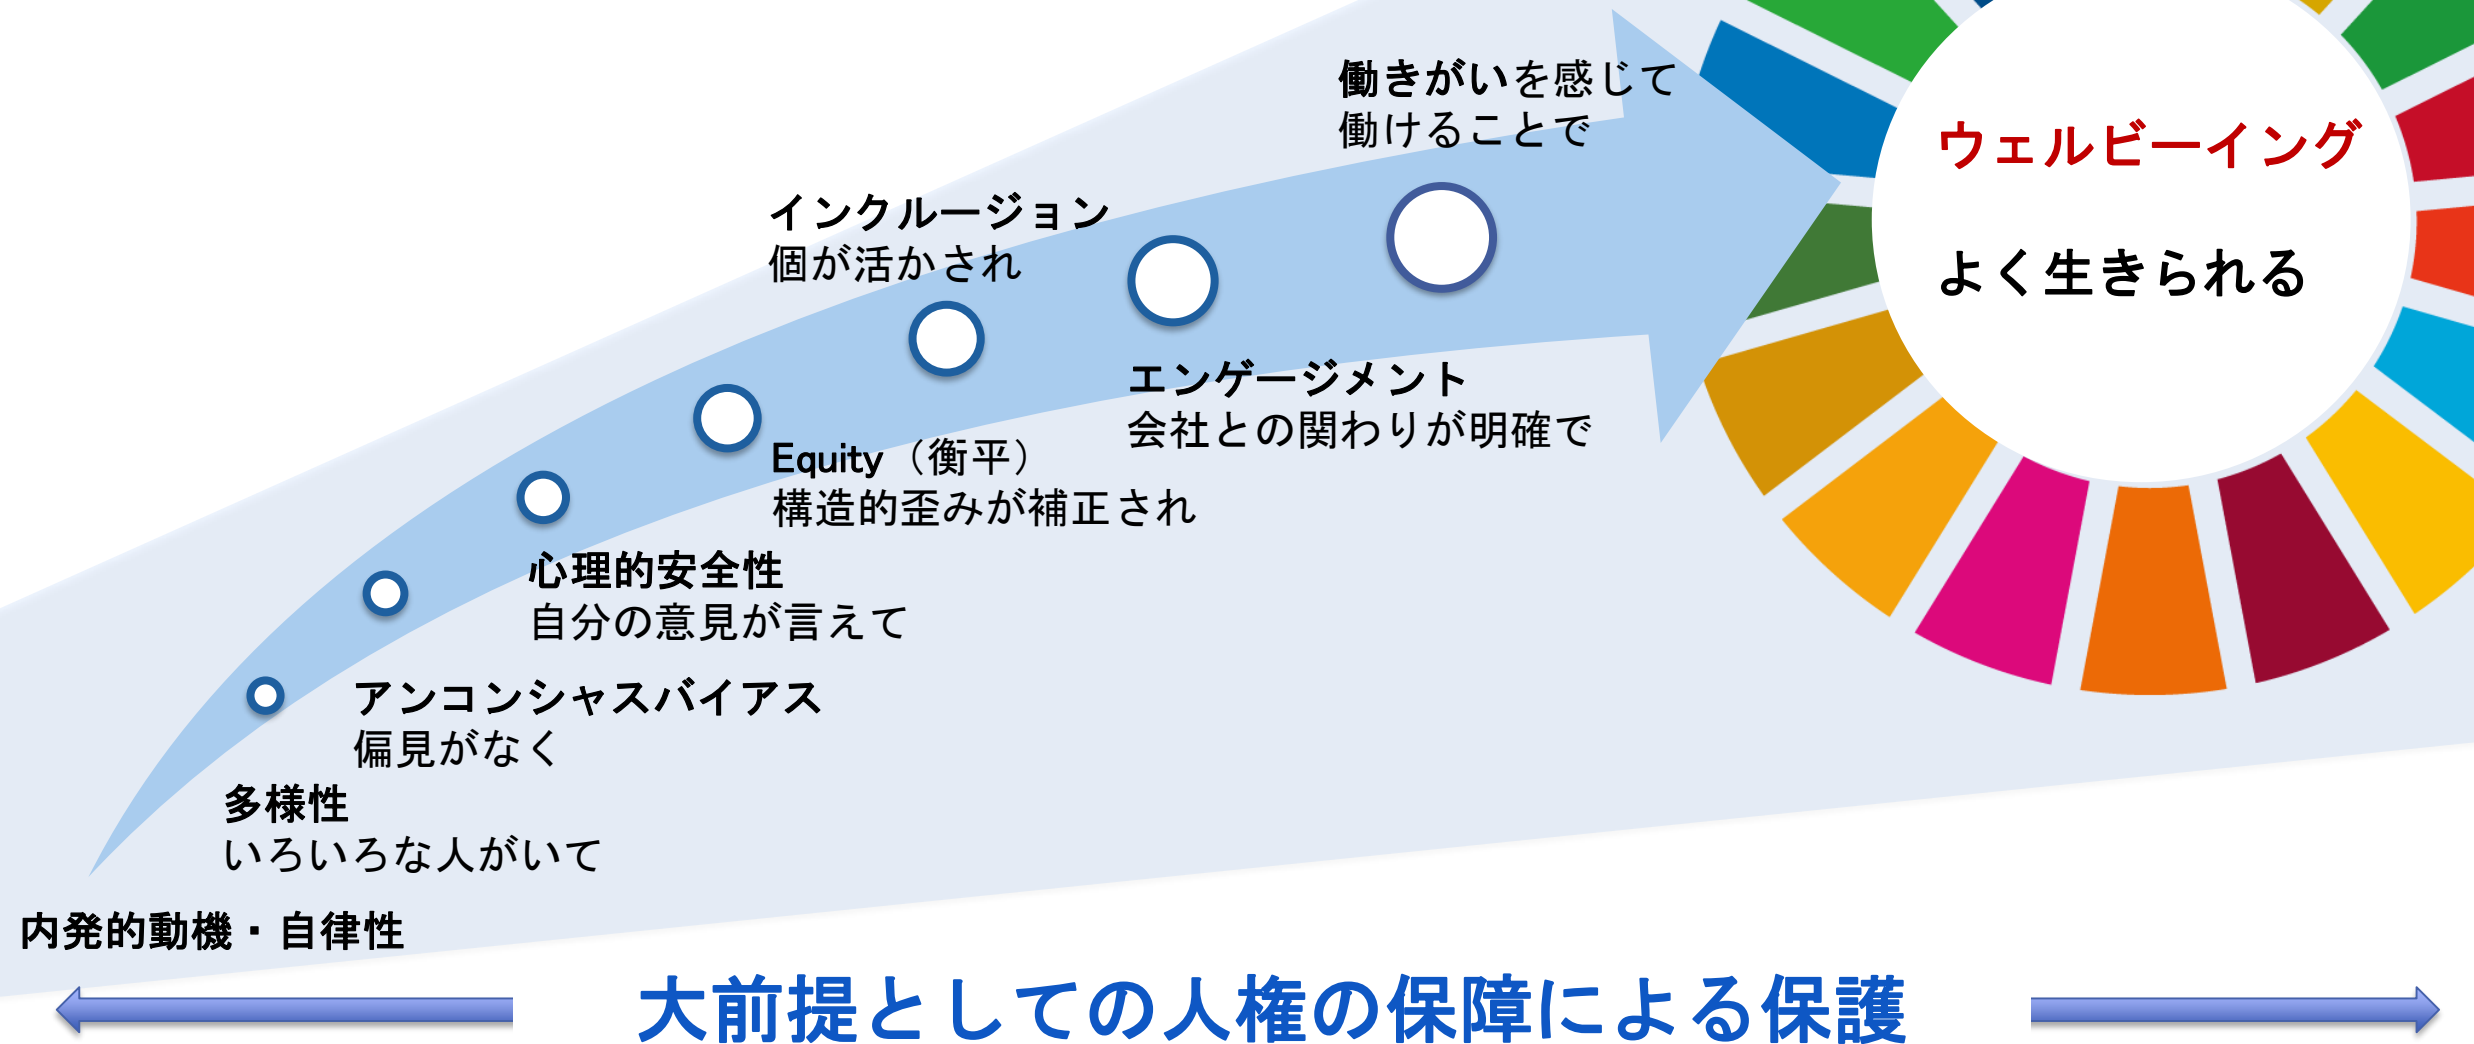 働きがいを感じて
働けることで
ウェルビーイング
よく生きられる
インクルージョン
個が活かされ
エンゲージメント
会社との関わりが明確で
Equity（衡平）
構造的歪みが補正され
心理的安全性
自分の意見が言えて
アンコンシャスバイアス
偏見がなく
多様性
いろいろな人がいて
内発的動機・自律性
大前提としての人権の保障による保護